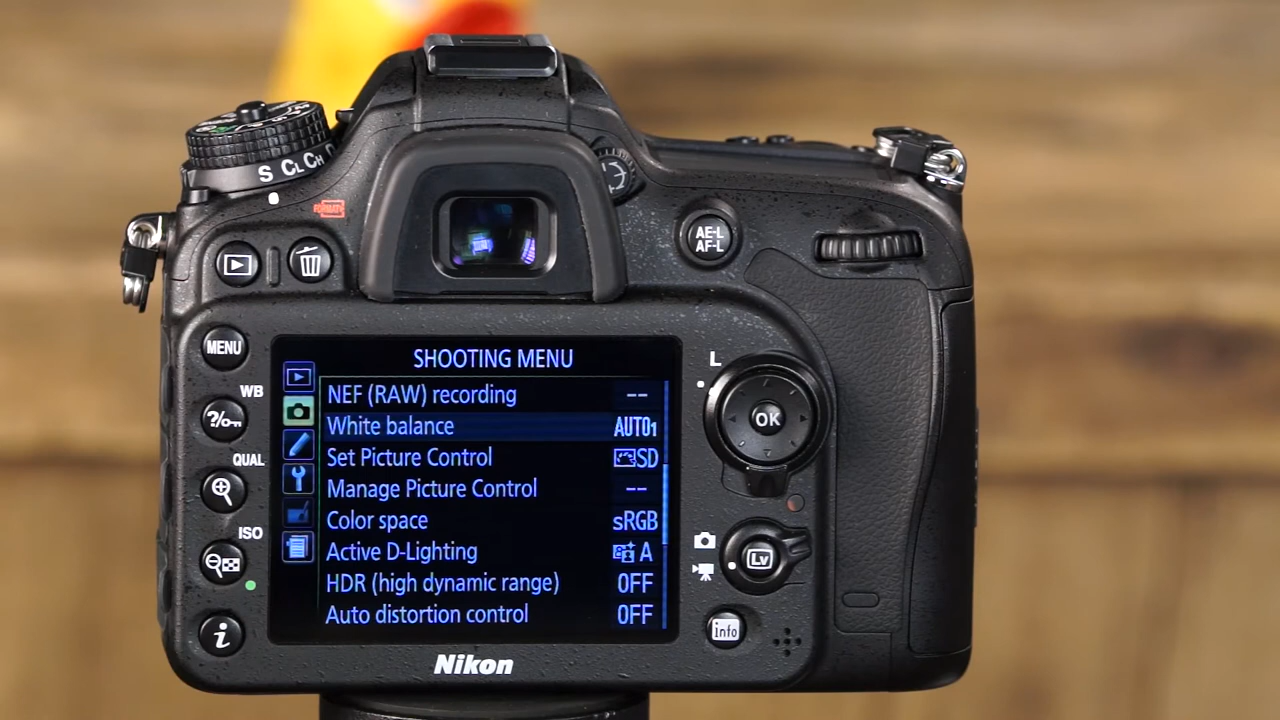 S CL CH
FORMAT
AE-L
AF-L
MENU
WB
QUAL
ISO
SHOOTING MENU
NEF (RAW) recording --
White balance AUTO1
Set Picture Control SD
Manage Picture Control --
Color space sRGB
Active D-Lighting A
HDR (high dynamic range) OFF
Auto distortion control OFF
L
OK
Lv
info
i
Nikon